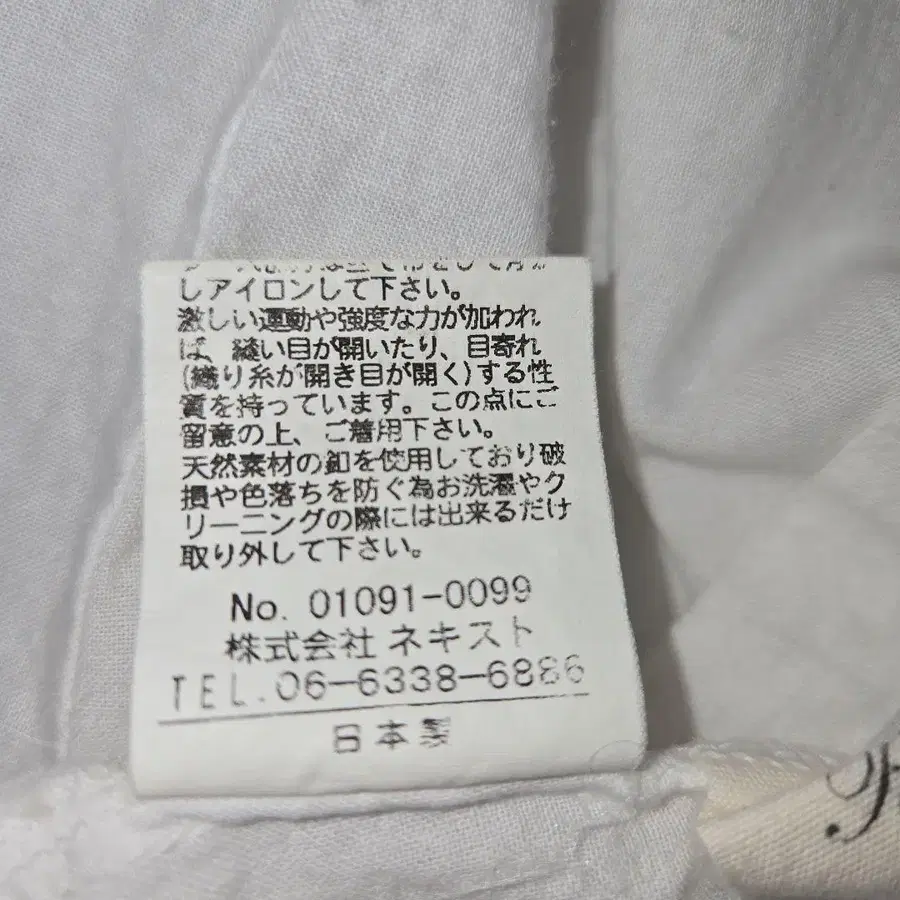 しアイロンして下さい。
激しい運動や強度な力が加われ
ば、縫い目が開いたり、目寄れ
(織り糸が開き目が開く)する性
質を持っています。この点にご
留意の上、ご着用下さい。
天然素材の釦を使用しており破
損や色落ちを防ぐ為お洗濯やク
リーニングの際には出来るだけ
取り外して下さい。
No. 01091-0099
株式会社 ネキスト
TEL.06-6338-6886
日本製